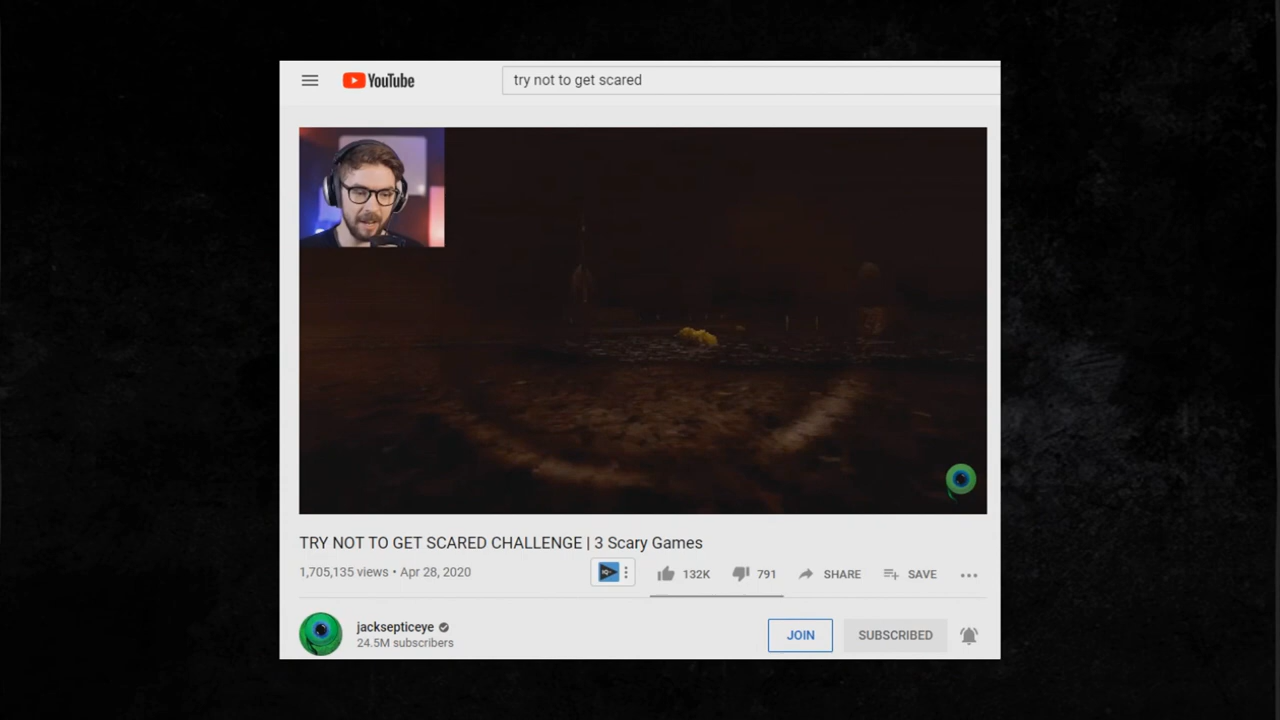 YouTube
try not to get scared
TRY NOT TO GET SCARED CHALLENGE | 3 Scary Games
1,705,135 views • Apr 28, 2020
132K
791
SHARE
SAVE
jacksepticeye
24.5M subscribers
JOIN
SUBSCRIBED